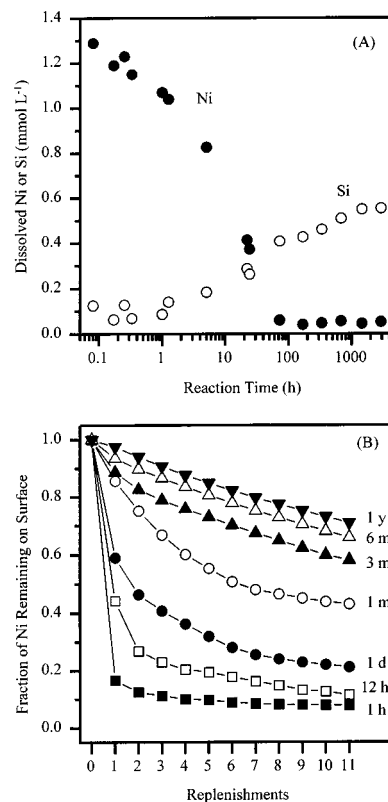 (A)
Dissolved Ni or Si (mmol L⁻¹)
1.4
1.2
1.0
0.8
0.6
0.4
0.2
0.0
Ni
Si
0.1 1 10 100 1000
Reaction Time (h)
(B)
Fraction of Ni Remaining on Surface
1.0
0.8
0.6
0.4
0.2
0.0
1 y
6 m
3 m
1 m
1 d
12 h
1 h
0 1 2 3 4 5 6 7 8 9 10 11
Replenishments